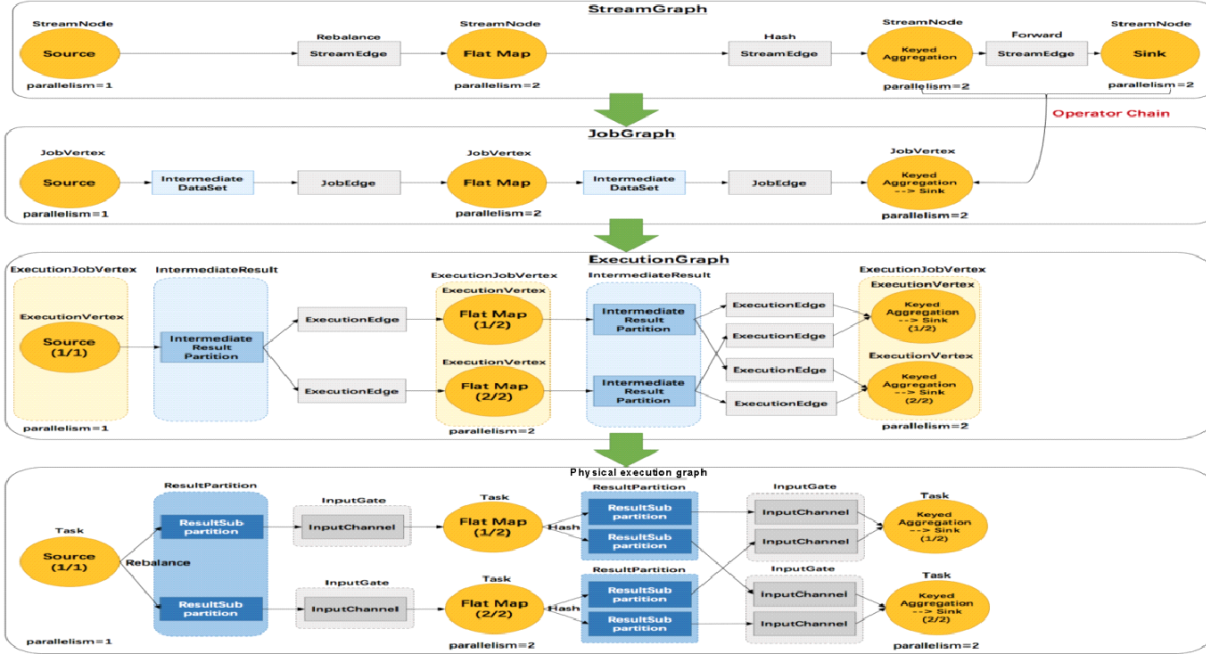 StreamGraph
StreamNode
Source
parallelism=1
Rebalance
StreamEdge
StreamNode
Flat Map
parallelism=2
Hash
StreamEdge
StreamNode
Keyed
Aggregation
parallelism=2
Forward
StreamEdge
StreamNode
Sink
parallelism=2
Operator Chain
JobGraph
JobVertex
Source
parallelism=1
Intermediate
DataSet
JobEdge
JobVertex
Flat Map
parallelism=2
Intermediate
DataSet
JobEdge
JobVertex
Keyed
Aggregation
--> Sink
parallelism=2
ExecutionGraph
ExecutionJobVertex
ExecutionVertex
Source
(1/1)
parallelism=1
IntermediateResult
Intermediate
Result
Partition
ExecutionEdge
ExecutionEdge
ExecutionJobVertex
ExecutionVertex
Flat Map
(1/2)
ExecutionVertex
Flat Map
(2/2)
parallelism=2
IntermediateResult
Intermediate
Result
Partition
Intermediate
Result
Partition
ExecutionEdge
ExecutionEdge
ExecutionEdge
ExecutionEdge
ExecutionJobVertex
ExecutionVertex
Keyed
Aggregation
--> Sink
(1/2)
ExecutionVertex
Keyed
Aggregation
--> Sink
(2/2)
parallelism=2
Physical execution graph
Task
Source
(1/1)
parallelism=1
Rebalance
ResultPartition
ResultSub
partition
ResultSub
partition
InputGate
InputChannel
InputGate
InputChannel
Task
Flat Map
(1/2)
Hash
Task
Flat Map
(2/2)
Hash
parallelism=2
ResultPartition
ResultSub
partition
ResultSub
partition
ResultPartition
ResultSub
partition
ResultSub
partition
InputGate
InputChannel
InputChannel
InputGate
InputChannel
InputChannel
Task
Keyed
Aggregation
--> Sink
(1/2)
Task
Keyed
Aggregation
--> Sink
(2/2)
parallelism=2